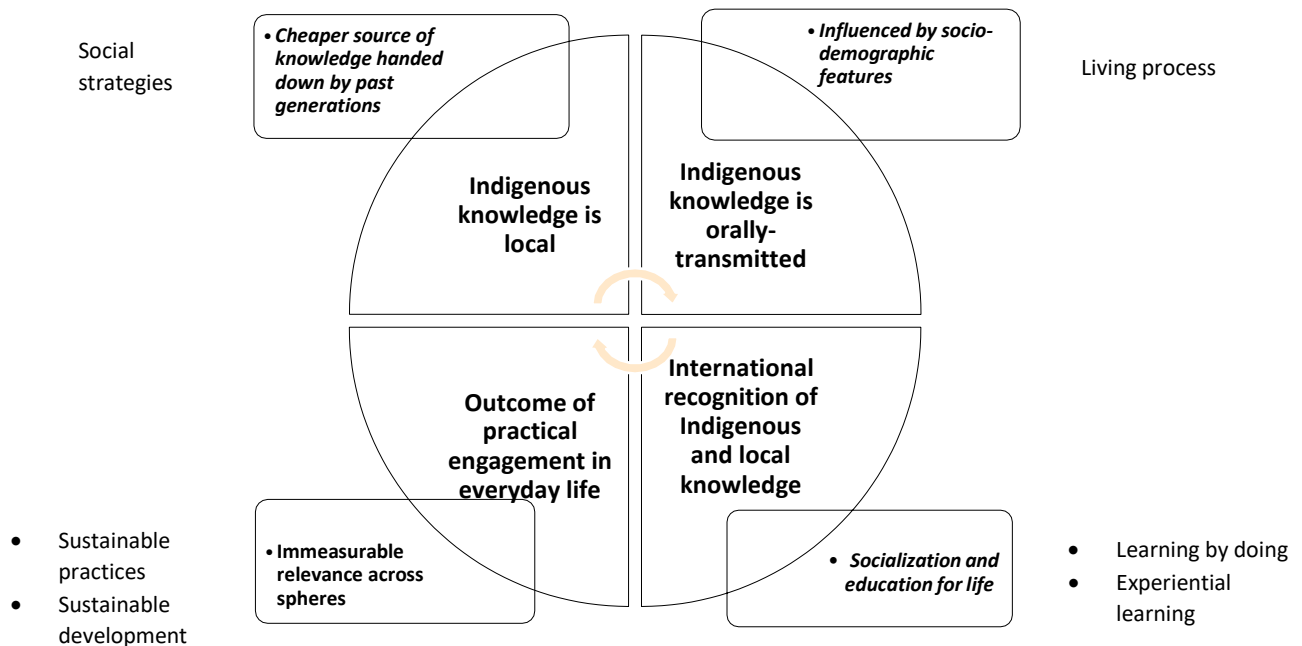 Social
strategies
• Cheaper source of
knowledge handed
down by past
generations
• Influenced by socio-
demographic
features
Living process
Indigenous
knowledge is
local
Indigenous
knowledge is
orally-
transmitted
Outcome of
practical
engagement in
everyday life
International
recognition of
Indigenous
and local
knowledge
• Sustainable
practices
• Sustainable
development
• Immeasurable
relevance across
spheres
• Socialization and
education for life
• Learning by doing
• Experiential
learning